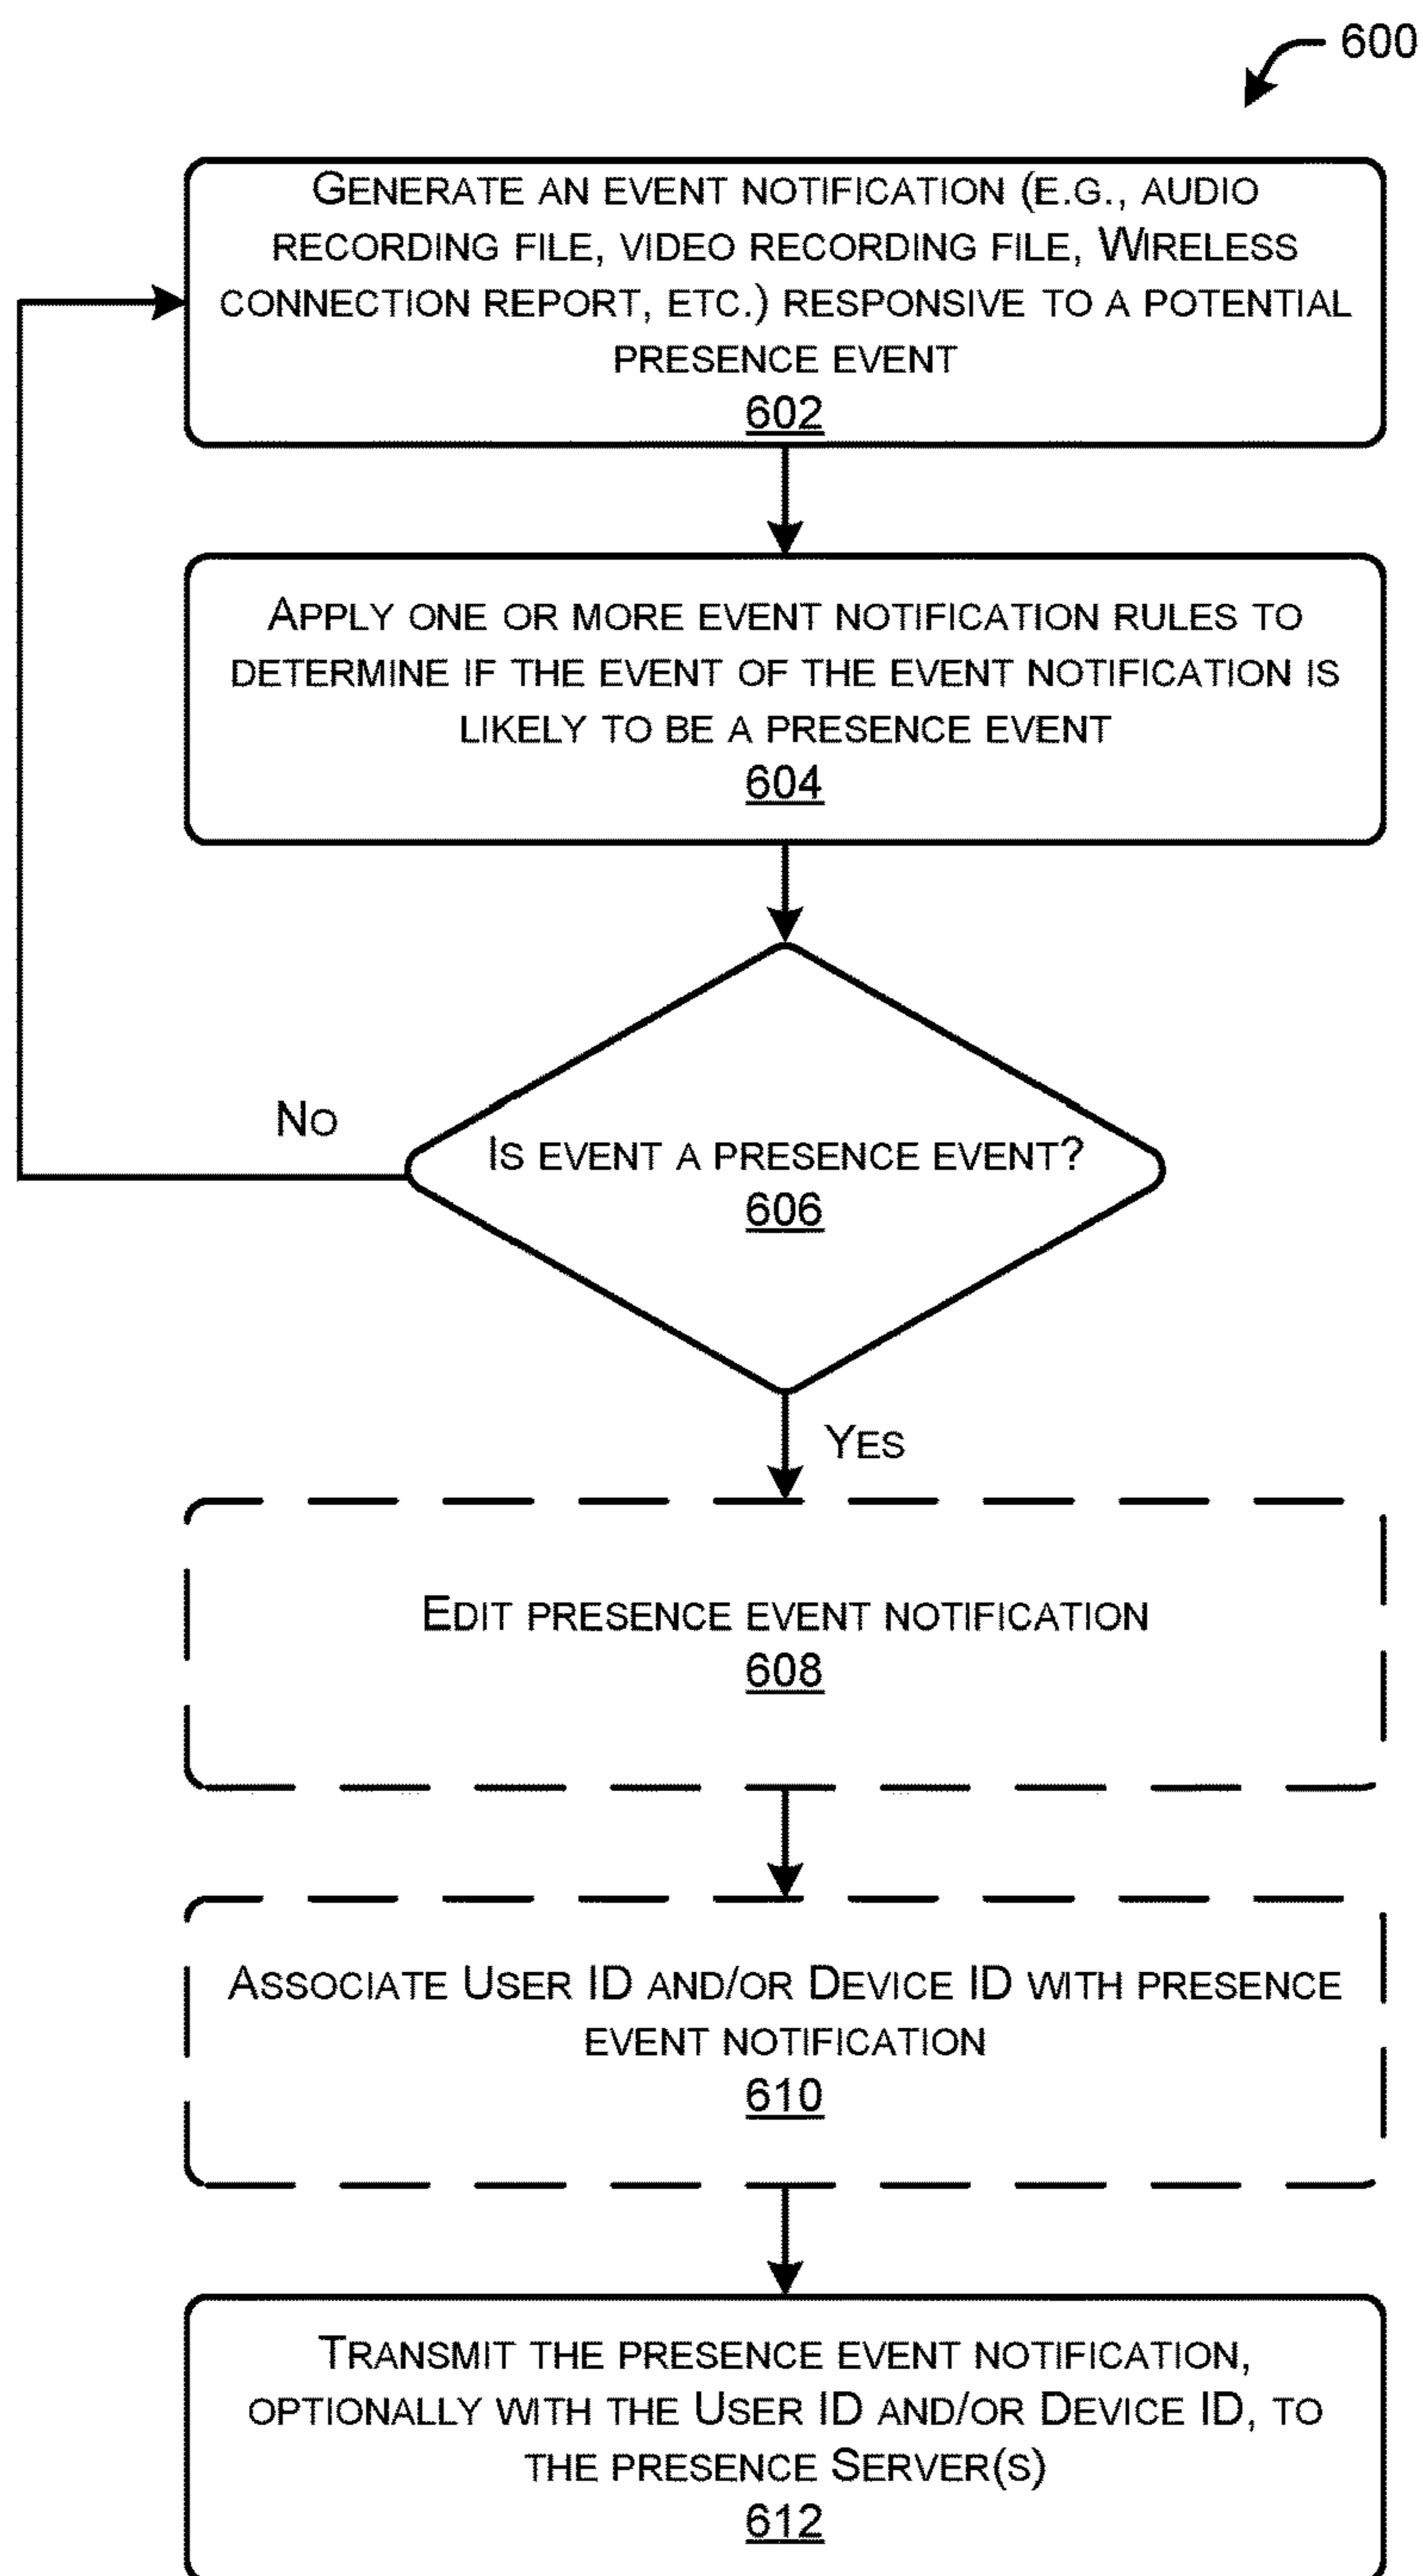 600
GENERATE AN EVENT NOTIFICATION (E.G., AUDIO
RECORDING FILE, VIDEO RECORDING FILE, WIRELESS
CONNECTION REPORT, ETC.) RESPONSIVE TO A POTENTIAL
PRESENCE EVENT
602
APPLY ONE OR MORE EVENT NOTIFICATION RULES TO
DETERMINE IF THE EVENT OF THE EVENT NOTIFICATION IS
LIKELY TO BE A PRESENCE EVENT
604
NO
IS EVENT A PRESENCE EVENT?
606
YES
EDIT PRESENCE EVENT NOTIFICATION
608
ASSOCIATE USER ID AND/OR DEVICE ID WITH PRESENCE
EVENT NOTIFICATION
610
TRANSMIT THE PRESENCE EVENT NOTIFICATION,
OPTIONALLY WITH THE USER ID AND/OR DEVICE ID, TO
THE PRESENCE SERVER(S)
612